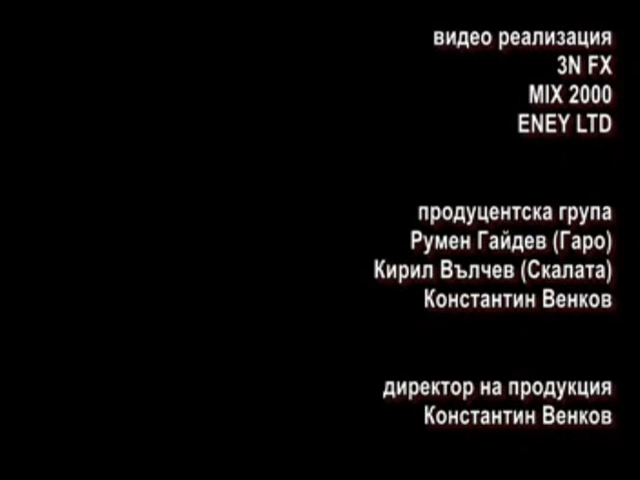 видео реализация
3N FX
MIX 2000
ENEY LTD
продуцентска група
Румен Гайдев (Гаро)
Кирил Вълчев (Скалата)
Константин Венков
директор на продукция
Константин Венков